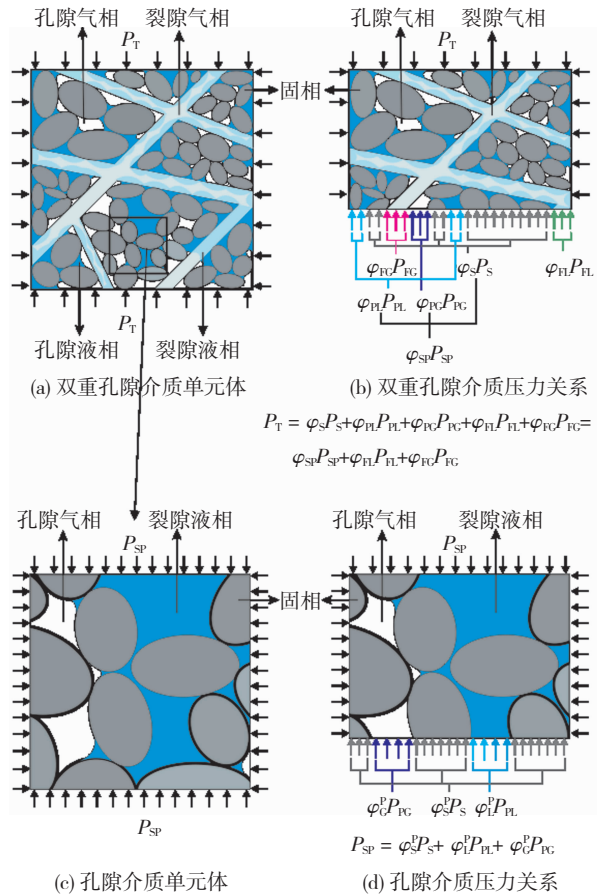 孔隙气相 裂隙气相 孔隙气相 裂隙气相
P_T P_T
固相
φ_FG P_FG φ_S P_S φ_FL P_FL
φ_PL P_PL φ_PG P_PG
P_T
φ_SP P_SP
孔隙液相 裂隙液相
(a) 双重孔隙介质单元体 (b) 双重孔隙介质压力关系
P_T = φ_S P_S+φ_PL P_PL+φ_PG P_PG+φ_FL P_FL+φ_FG P_FG=
φ_SP P_SP+φ_FL P_FL+φ_FG P_FG
孔隙气相 裂隙液相 孔隙气相 裂隙液相
P_SP P_SP
固相
φ_G^P P_PG φ_S^P P_S φ_L^P P_PL
P_SP
P_SP = φ_S^P P_S+ φ_L^P P_PL+ φ_G^P P_PG
(c) 孔隙介质单元体 (d) 孔隙介质压力关系